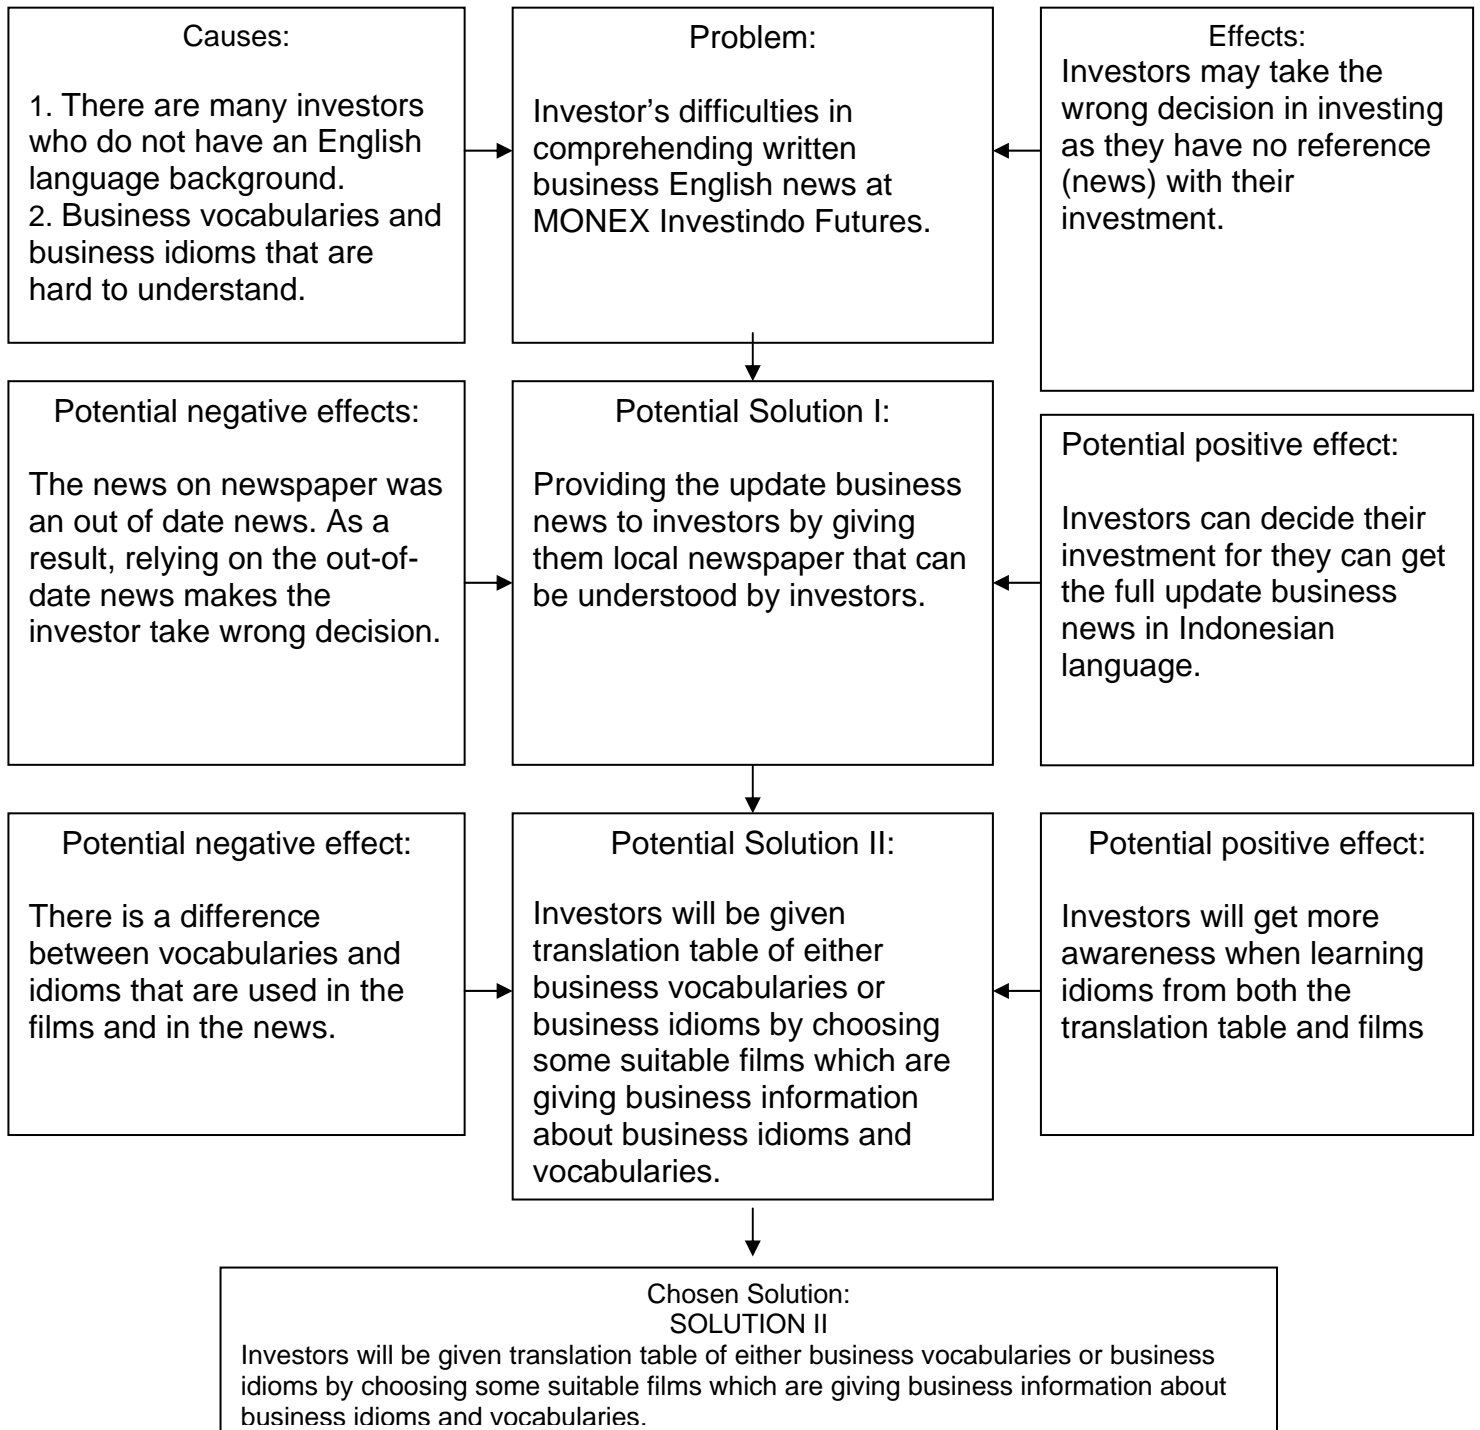 Causes:
1. There are many investors
who do not have an English
language background.
2. Business vocabularies and
business idioms that are
hard to understand.
Problem:
Investor’s difficulties in
comprehending written
business English news at
MONEX Investindo Futures.
Effects:
Investors may take the
wrong decision in investing
as they have no reference
(news) with their
investment.
Potential negative effects:
The news on newspaper was
an out of date news. As a
result, relying on the out-of-
date news makes the
investor take wrong decision.
Potential Solution I:
Providing the update business
news to investors by giving
them local newspaper that can
be understood by investors.
Potential positive effect:
Investors can decide their
investment for they can get
the full update business
news in Indonesian
language.
Potential negative effect:
There is a difference
between vocabularies and
idioms that are used in the
films and in the news.
Potential Solution II:
Investors will be given
translation table of either
business vocabularies or
business idioms by choosing
some suitable films which are
giving business information
about business idioms and
vocabularies.
Potential positive effect:
Investors will get more
awareness when learning
idioms from both the
translation table and films
Chosen Solution:
SOLUTION II
Investors will be given translation table of either business vocabularies or business
idioms by choosing some suitable films which are giving business information about
business idioms and vocabularies.